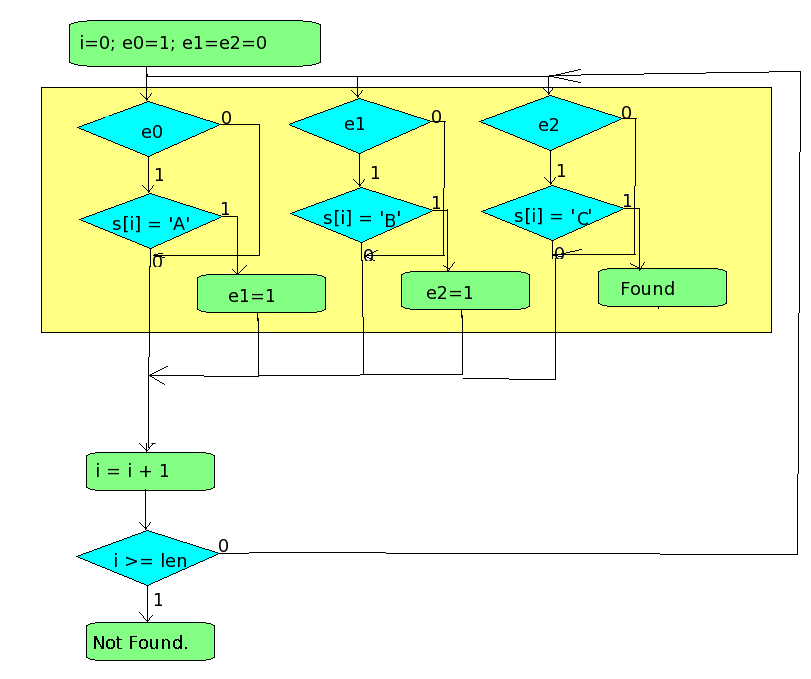 i=0; e0=1; e1=e2=0
e0
0
e1
0
e2
0
1
1
1
s[i] = 'A'
1
s[i] = 'B'
1
s[i] = 'C'
1
0
0
0
e1=1
e2=1
Found
i = i + 1
i >= len
0
1
Not Found.